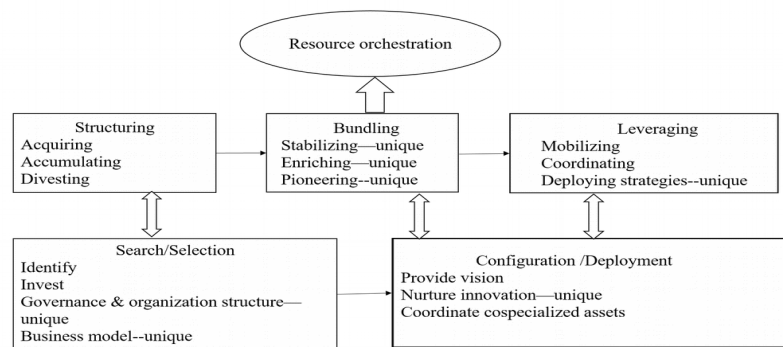 Resource orchestration
Structuring
Acquiring
Accumulating
Divesting
Bundling
Stabilizing—unique
Enriching—unique
Pioneering--unique
Leveraging
Mobilizing
Coordinating
Deploying strategies--unique
Search/Selection
Identify
Invest
Governance & organization structure—
unique
Business model--unique
Configuration /Deployment
Provide vision
Nurture innovation—unique
Coordinate cospecialized assets